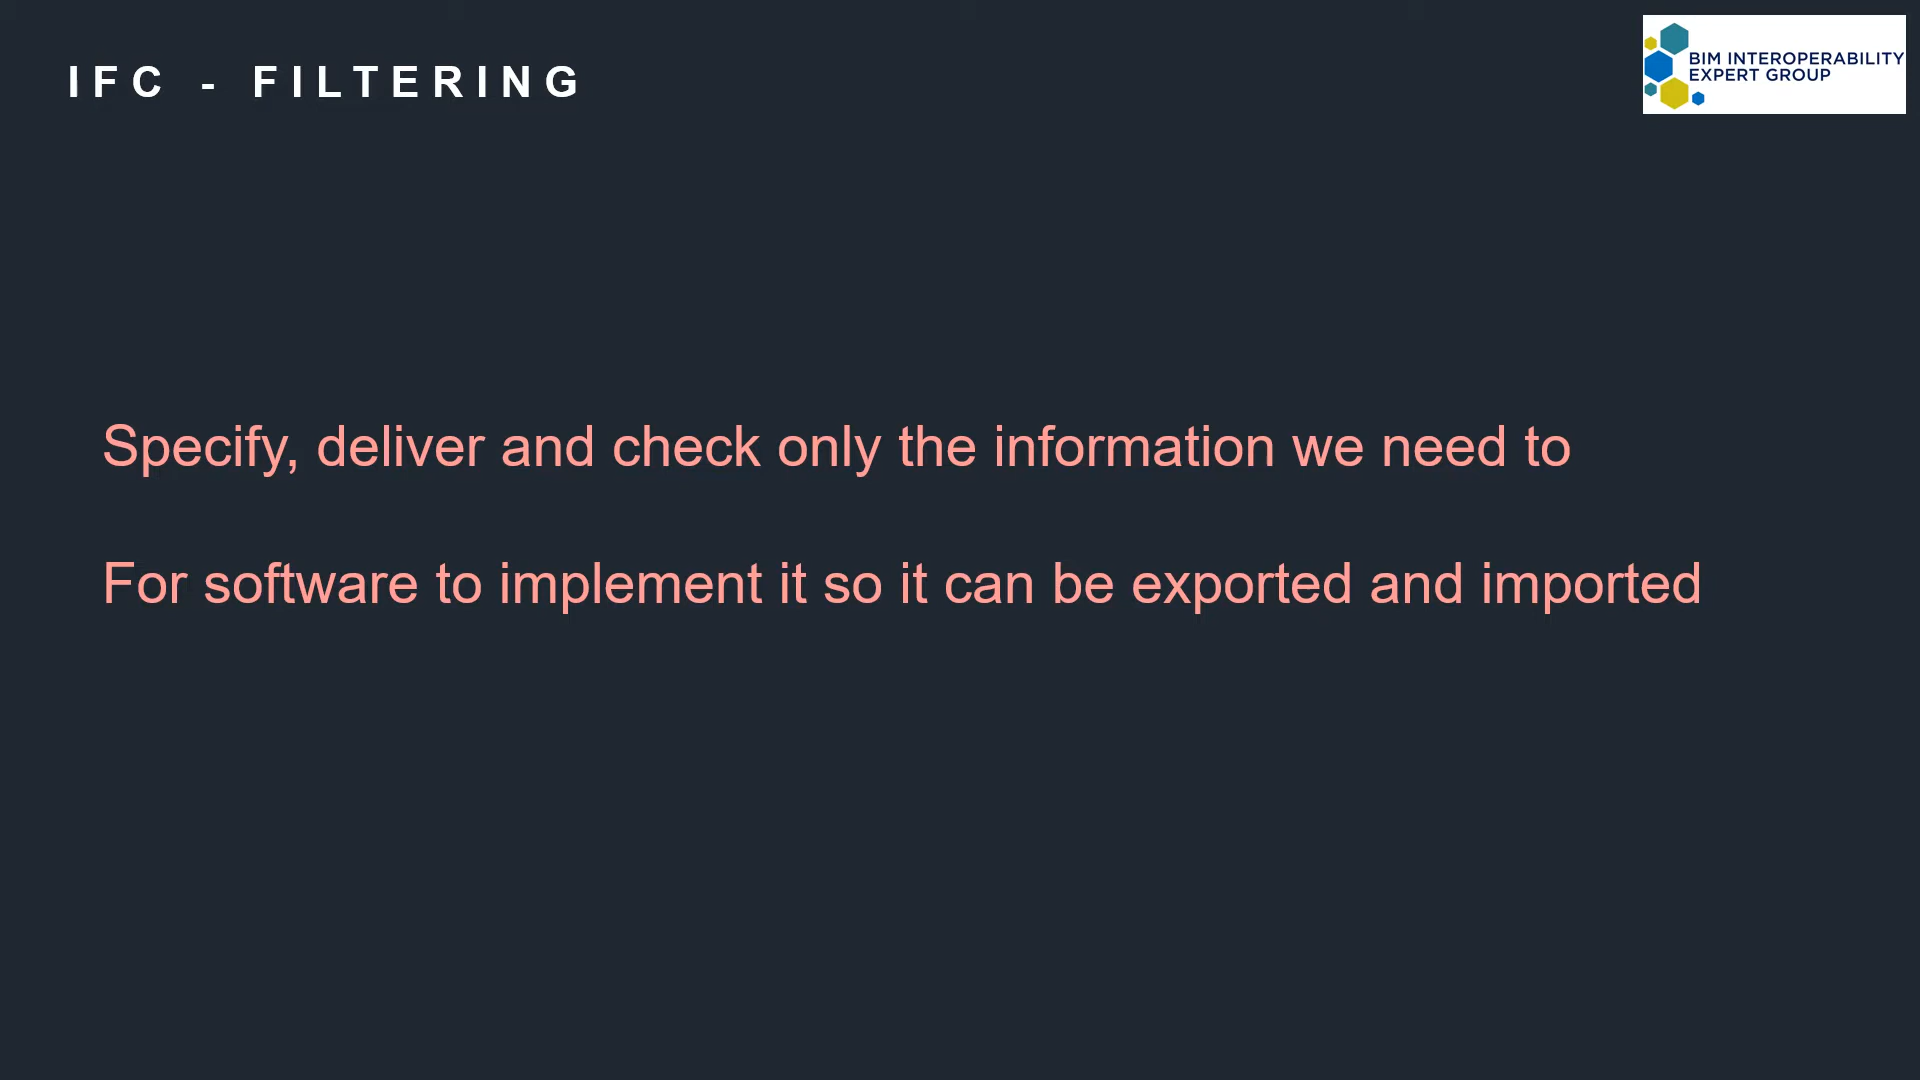 IFC - FILTERING
BIM INTEROPERABILITY
EXPERT GROUP
Specify, deliver and check only the information we need to
For software to implement it so it can be exported and imported